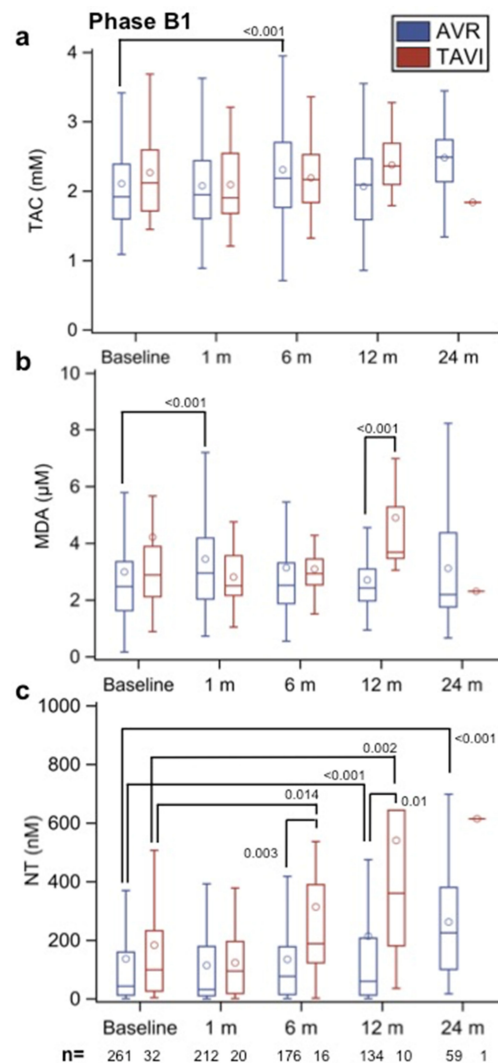 Phase B1
a
AVR
TAVI
<0.001
4
3
2
1
0
TAC (mM)
Baseline 1 m 6 m 12 m 24 m
b
10
8
6
4
2
0
MDA (µM)
<0.001
<0.001
Baseline 1 m 6 m 12 m 24 m
c
1000
800
600
400
200
0
NT (nM)
<0.001
0.002
<0.001
0.014
0.01
0.003
Baseline 1 m 6 m 12 m 24 m
n= 261 32 212 20 176 16 134 10 59 1